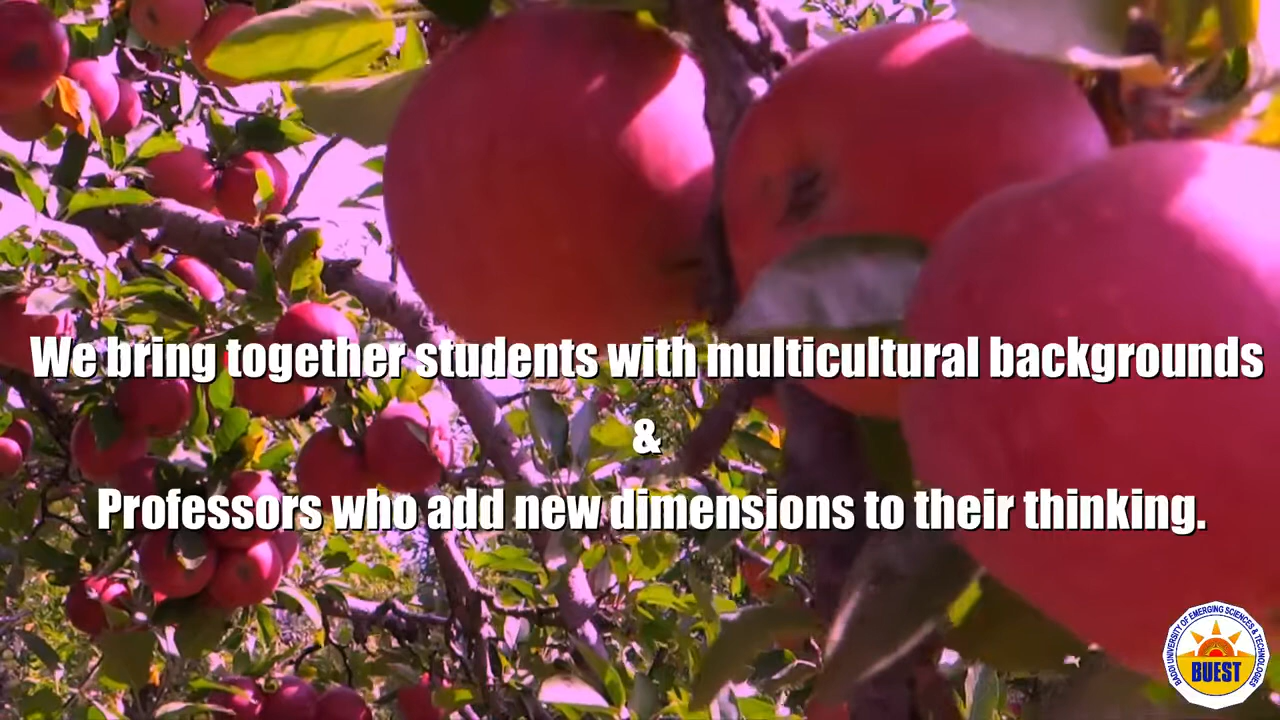 We bring together students with multicultural backgrounds
&
Professors who add new dimensions to their thinking.
BADDI UNIVERSITY OF EMERGING SCIENCES & TECHNOLOGIES
BUEST